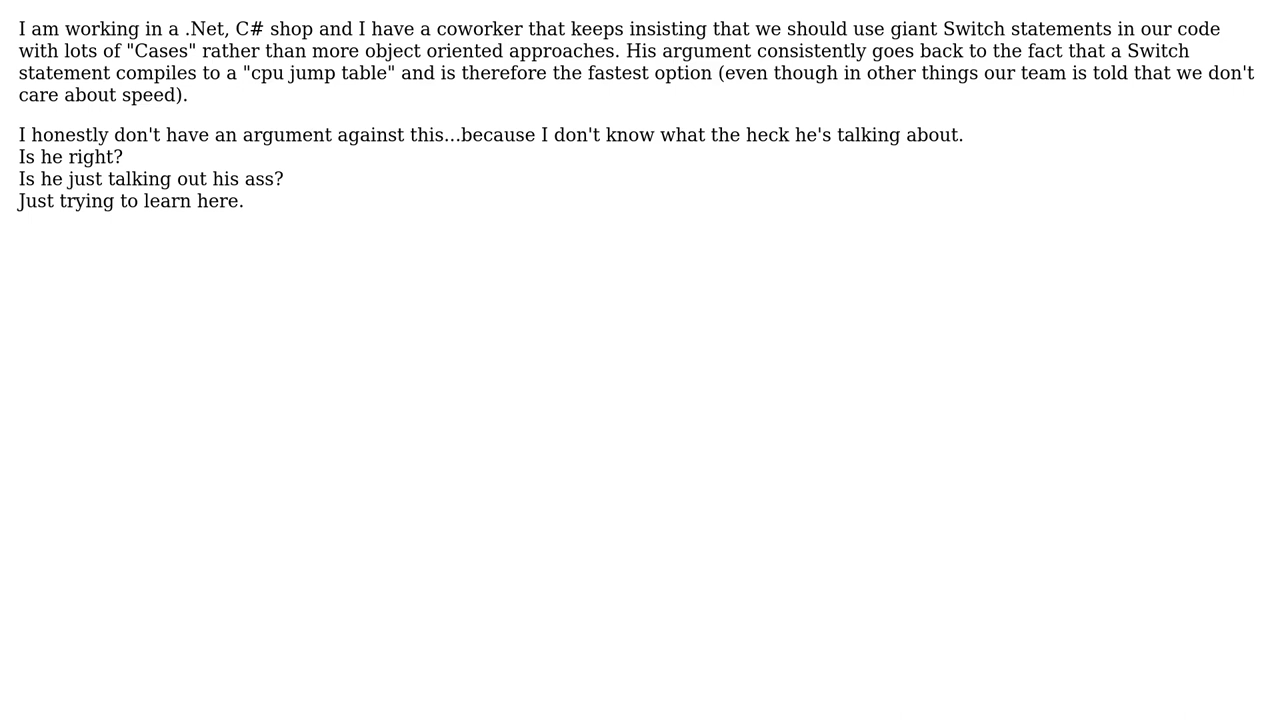 I am working in a .Net, C# shop and I have a coworker that keeps insisting that we should use giant Switch statements in our code
with lots of "Cases" rather than more object oriented approaches. His argument consistently goes back to the fact that a Switch
statement compiles to a "cpu jump table" and is therefore the fastest option (even though in other things our team is told that we don't
care about speed).
I honestly don't have an argument against this...because I don't know what the heck he's talking about.
Is he right?
Is he just talking out his ass?
Just trying to learn here.